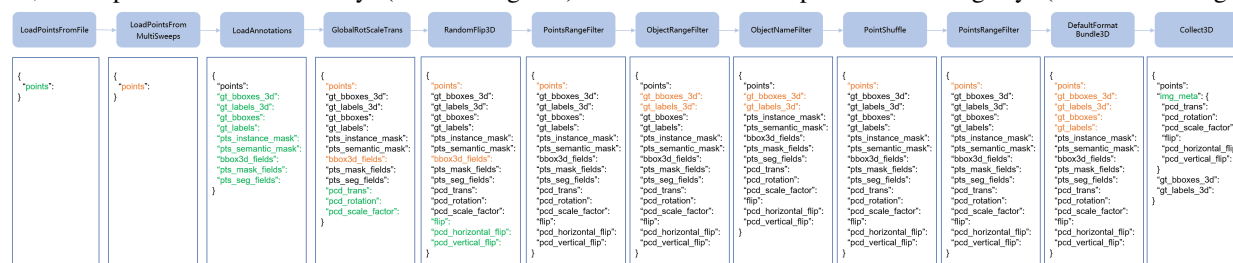 LoadPointsFromFile
LoadPointsFrom
MultiSweeps
LoadAnnotations
GlobalRotScaleTrans
RandomFlip3D
PointsRangeFilter
ObjectRangeFilter
ObjectNameFilter
PointShuffle
PointsRangeFilter
DefaultFormat
Bundle3D
Collect3D
{
"points":
}
{
"points":
}
{
"points":
"gt_bboxes_3d":
"gt_labels_3d":
"gt_bboxes":
"gt_labels":
"pts_instance_mask":
"pts_semantic_mask":
"bbox3d_fields":
"pts_mask_fields":
"pts_seg_fields":
}
{
"points":
"gt_bboxes_3d":
"gt_labels_3d":
"gt_bboxes":
"gt_labels":
"pts_instance_mask":
"pts_semantic_mask":
"bbox3d_fields":
"pts_mask_fields":
"pts_seg_fields":
"pcd_trans":
"pcd_rotation":
"pcd_scale_factor":
}
{
"points":
"gt_bboxes_3d":
"gt_labels_3d":
"gt_bboxes":
"gt_labels":
"pts_instance_mask":
"pts_semantic_mask":
"bbox3d_fields":
"pts_mask_fields":
"pts_seg_fields":
"pcd_trans":
"pcd_rotation":
"pcd_scale_factor":
"flip":
"pcd_horizontal_flip":
"pcd_vertical_flip":
}
{
"points":
"gt_bboxes_3d":
"gt_labels_3d":
"gt_bboxes":
"gt_labels":
"pts_instance_mask":
"pts_semantic_mask":
"bbox3d_fields":
"pts_mask_fields":
"pts_seg_fields":
"pcd_trans":
"pcd_rotation":
"pcd_scale_factor":
"flip":
"pcd_horizontal_flip":
"pcd_vertical_flip":
}
{
"points":
"gt_bboxes_3d":
"gt_labels_3d":
"gt_bboxes":
"gt_labels":
"pts_instance_mask":
"pts_semantic_mask":
"bbox3d_fields":
"pts_mask_fields":
"pts_seg_fields":
"pcd_trans":
"pcd_rotation":
"pcd_scale_factor":
"flip":
"pcd_horizontal_flip":
"pcd_vertical_flip":
}
{
"points":
"gt_bboxes_3d":
"gt_labels_3d":
"pts_instance_mask":
"pts_semantic_mask":
"bbox3d_fields":
"pts_mask_fields":
"pts_seg_fields":
"pcd_trans":
"pcd_rotation":
"pcd_scale_factor":
"flip":
"pcd_horizontal_flip":
"pcd_vertical_flip":
}
{
"points":
"gt_bboxes_3d":
"gt_labels_3d":
"gt_bboxes":
"gt_labels":
"pts_instance_mask":
"pts_semantic_mask":
"bbox3d_fields":
"pts_mask_fields":
"pts_seg_fields":
"pcd_trans":
"pcd_rotation":
"pcd_scale_factor":
"flip":
"pcd_horizontal_flip":
"pcd_vertical_flip":
}
{
"points":
"gt_bboxes_3d":
"gt_labels_3d":
"gt_bboxes":
"gt_labels":
"pts_instance_mask":
"pts_semantic_mask":
"bbox3d_fields":
"pts_mask_fields":
"pts_seg_fields":
"pcd_trans":
"pcd_rotation":
"pcd_scale_factor":
"flip":
"pcd_horizontal_flip":
"pcd_vertical_flip":
}
{
"points":
"gt_bboxes_3d":
"gt_labels_3d":
"gt_bboxes":
"gt_labels":
"pts_instance_mask":
"pts_semantic_mask":
"bbox3d_fields":
"pts_mask_fields":
"pts_seg_fields":
"pcd_trans":
"pcd_rotation":
"pcd_scale_factor":
"flip":
"pcd_horizontal_flip":
"pcd_vertical_flip":
}
{
"points":
"img_meta": {
"pcd_trans":
"pcd_rotation":
"pcd_scale_factor":
"flip":
"pcd_horizontal_flip":
"pcd_vertical_flip":
}
"gt_bboxes_3d":
"gt_labels_3d":
}